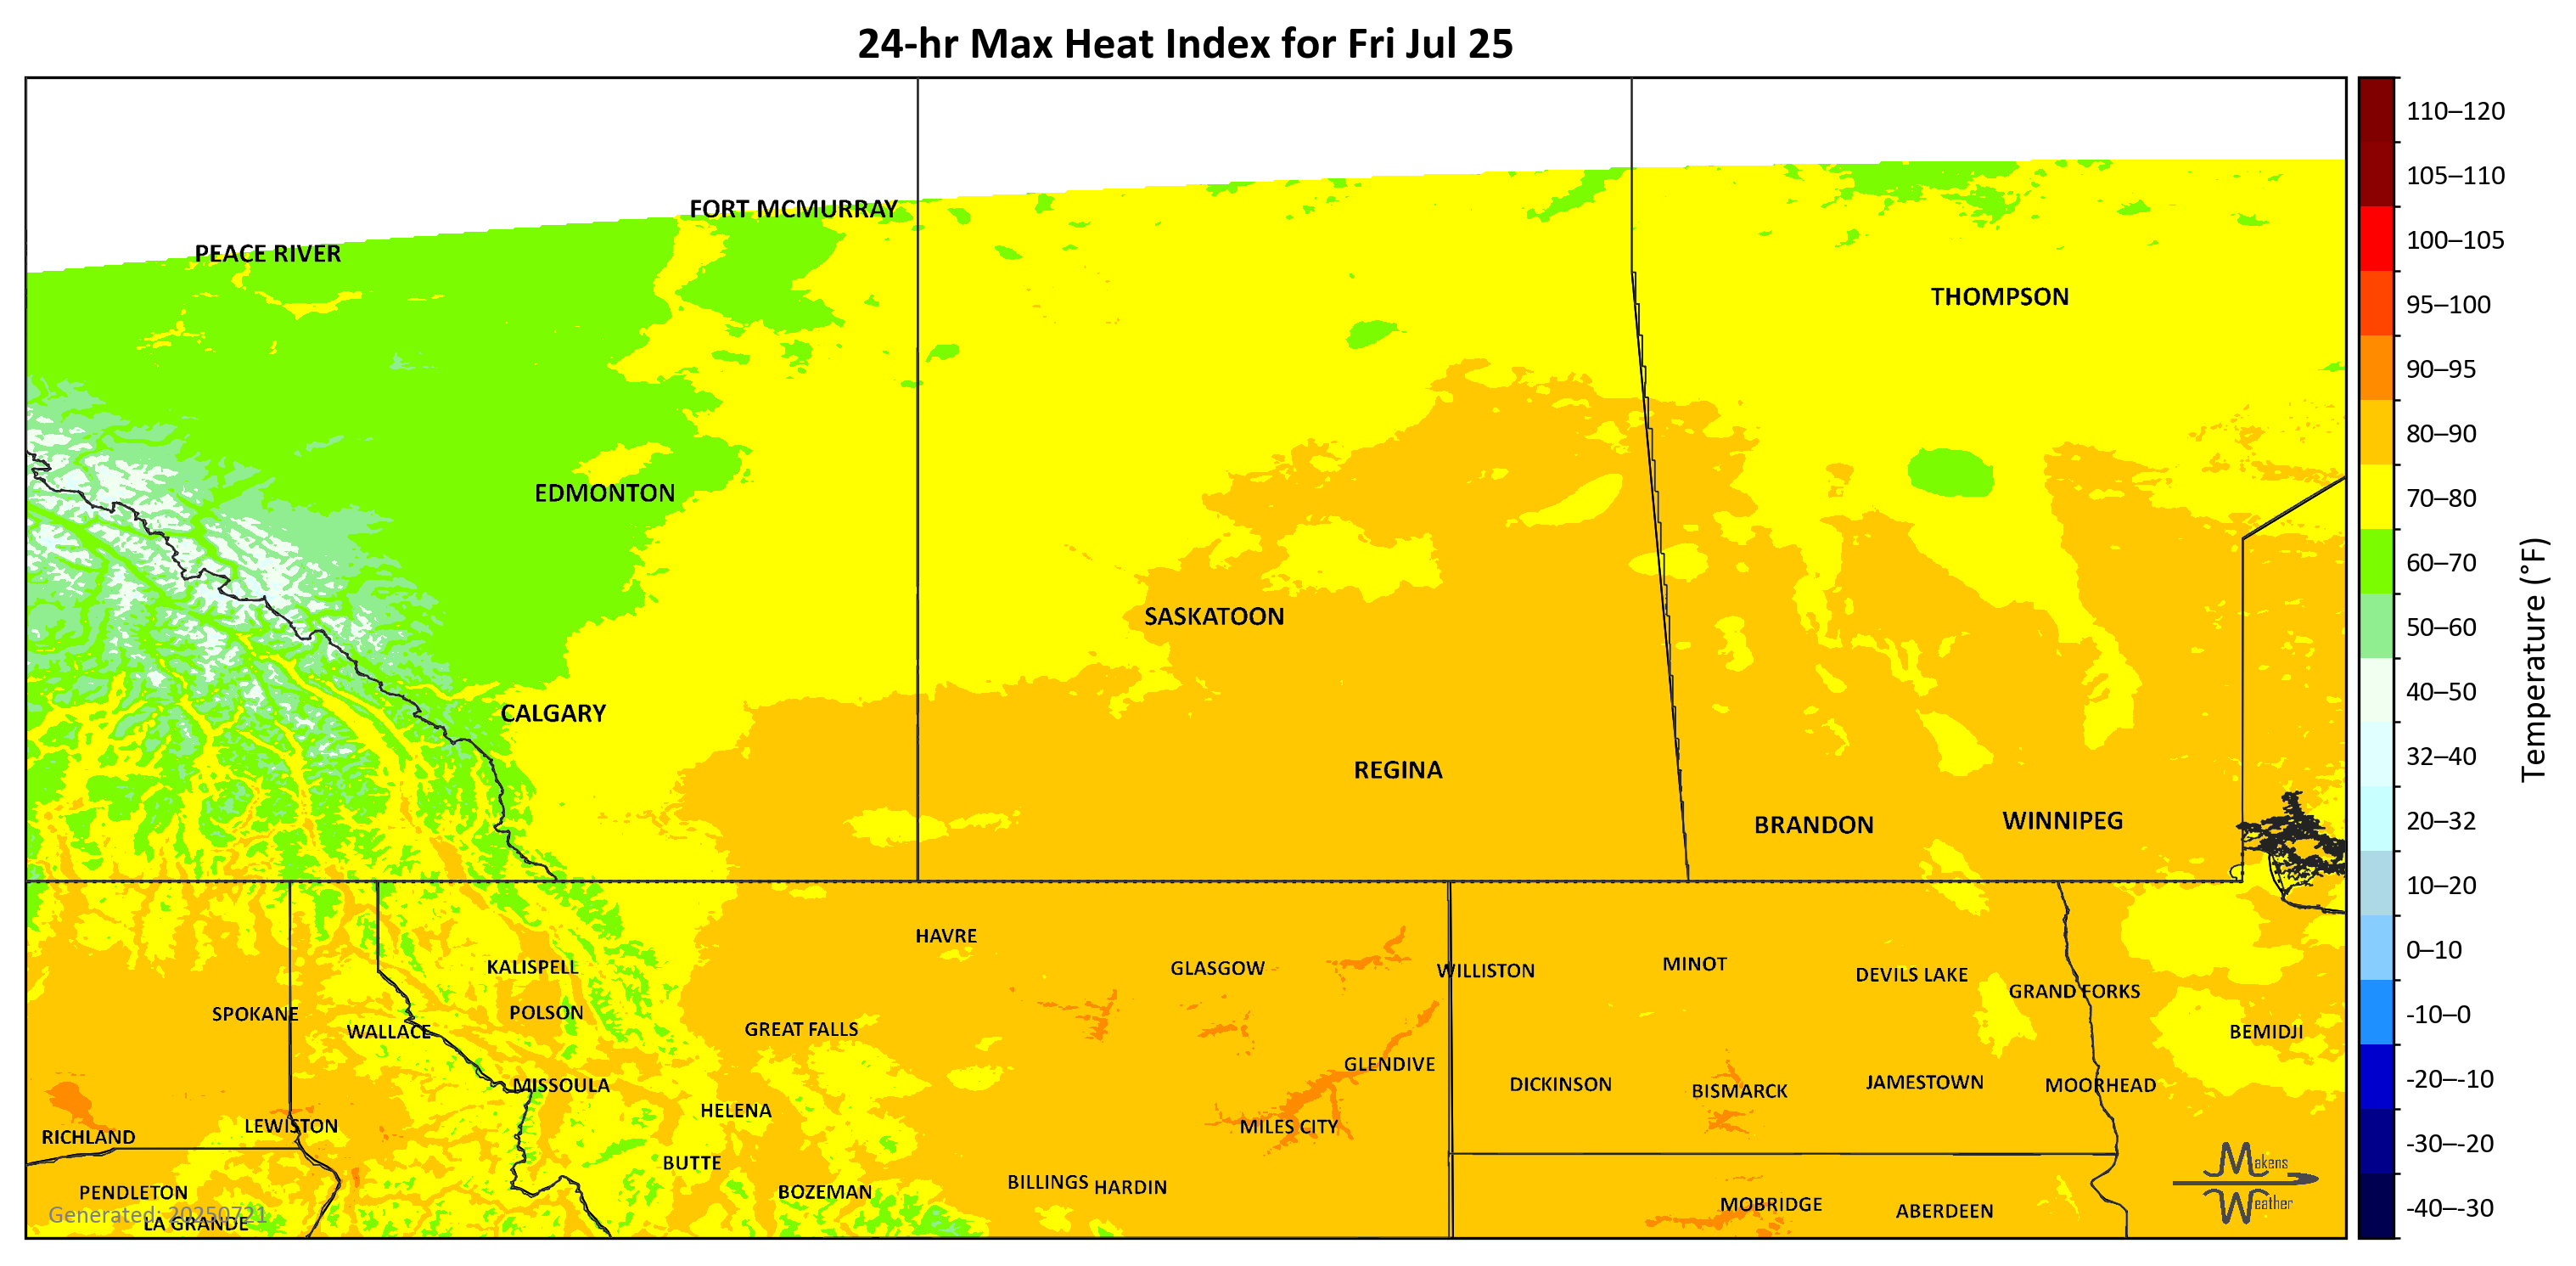 24-hr Max Heat Index for Fri Jul 25
110–120
105–110
FORT MCMURRAY
100–105
PEACE RIVER
THOMPSON
95–100
90–95
80–90
EDMONTON
70–80
60–70
SASKATOON
50–60
Temperature (°F)
40–50
CALGARY
32–40
REGINA
BRANDON
WINNIPEG
20–32
10–20
HAVRE
0–10
KALISPELL
GLASGOW
WILLISTON
MINOT
DEVILS LAKE
GRAND FORKS
SPOKANE
POLSON
-10–0
WALLACE
GREAT FALLS
BEMIDJI
GLENDIVE
MISSOULA
DICKINSON
BISMARCK
JAMESTOWN
MOORHEAD
-20–-10
HELENA
LEWISTON
MILES CITY
RICHLAND
-30–-20
BUTTE
Makens
Weather
PENDLETON
BOZEMAN
BILLINGS
HARDIN
MOBRIDGE
ABERDEEN
-40–-30
Generated: 20250721
LA GRANDE